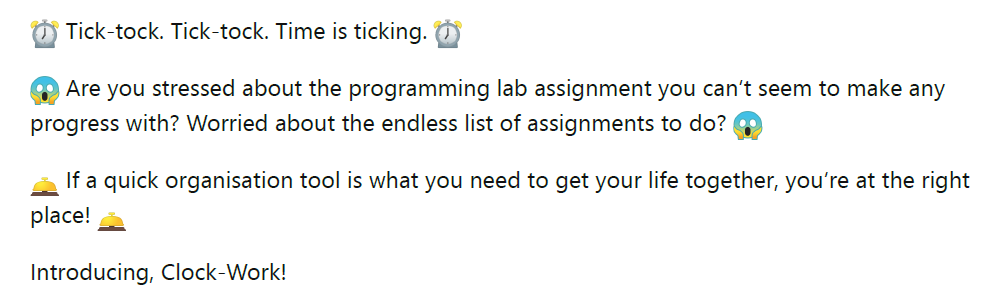 ⏰ Tick-tock. Tick-tock. Time is ticking. ⏰
😱 Are you stressed about the programming lab assignment you can’t seem to make any
progress with? Worried about the endless list of assignments to do? 😱
🛎️ If a quick organisation tool is what you need to get your life together, you’re at the right
place! 🛎️
Introducing, Clock-Work!